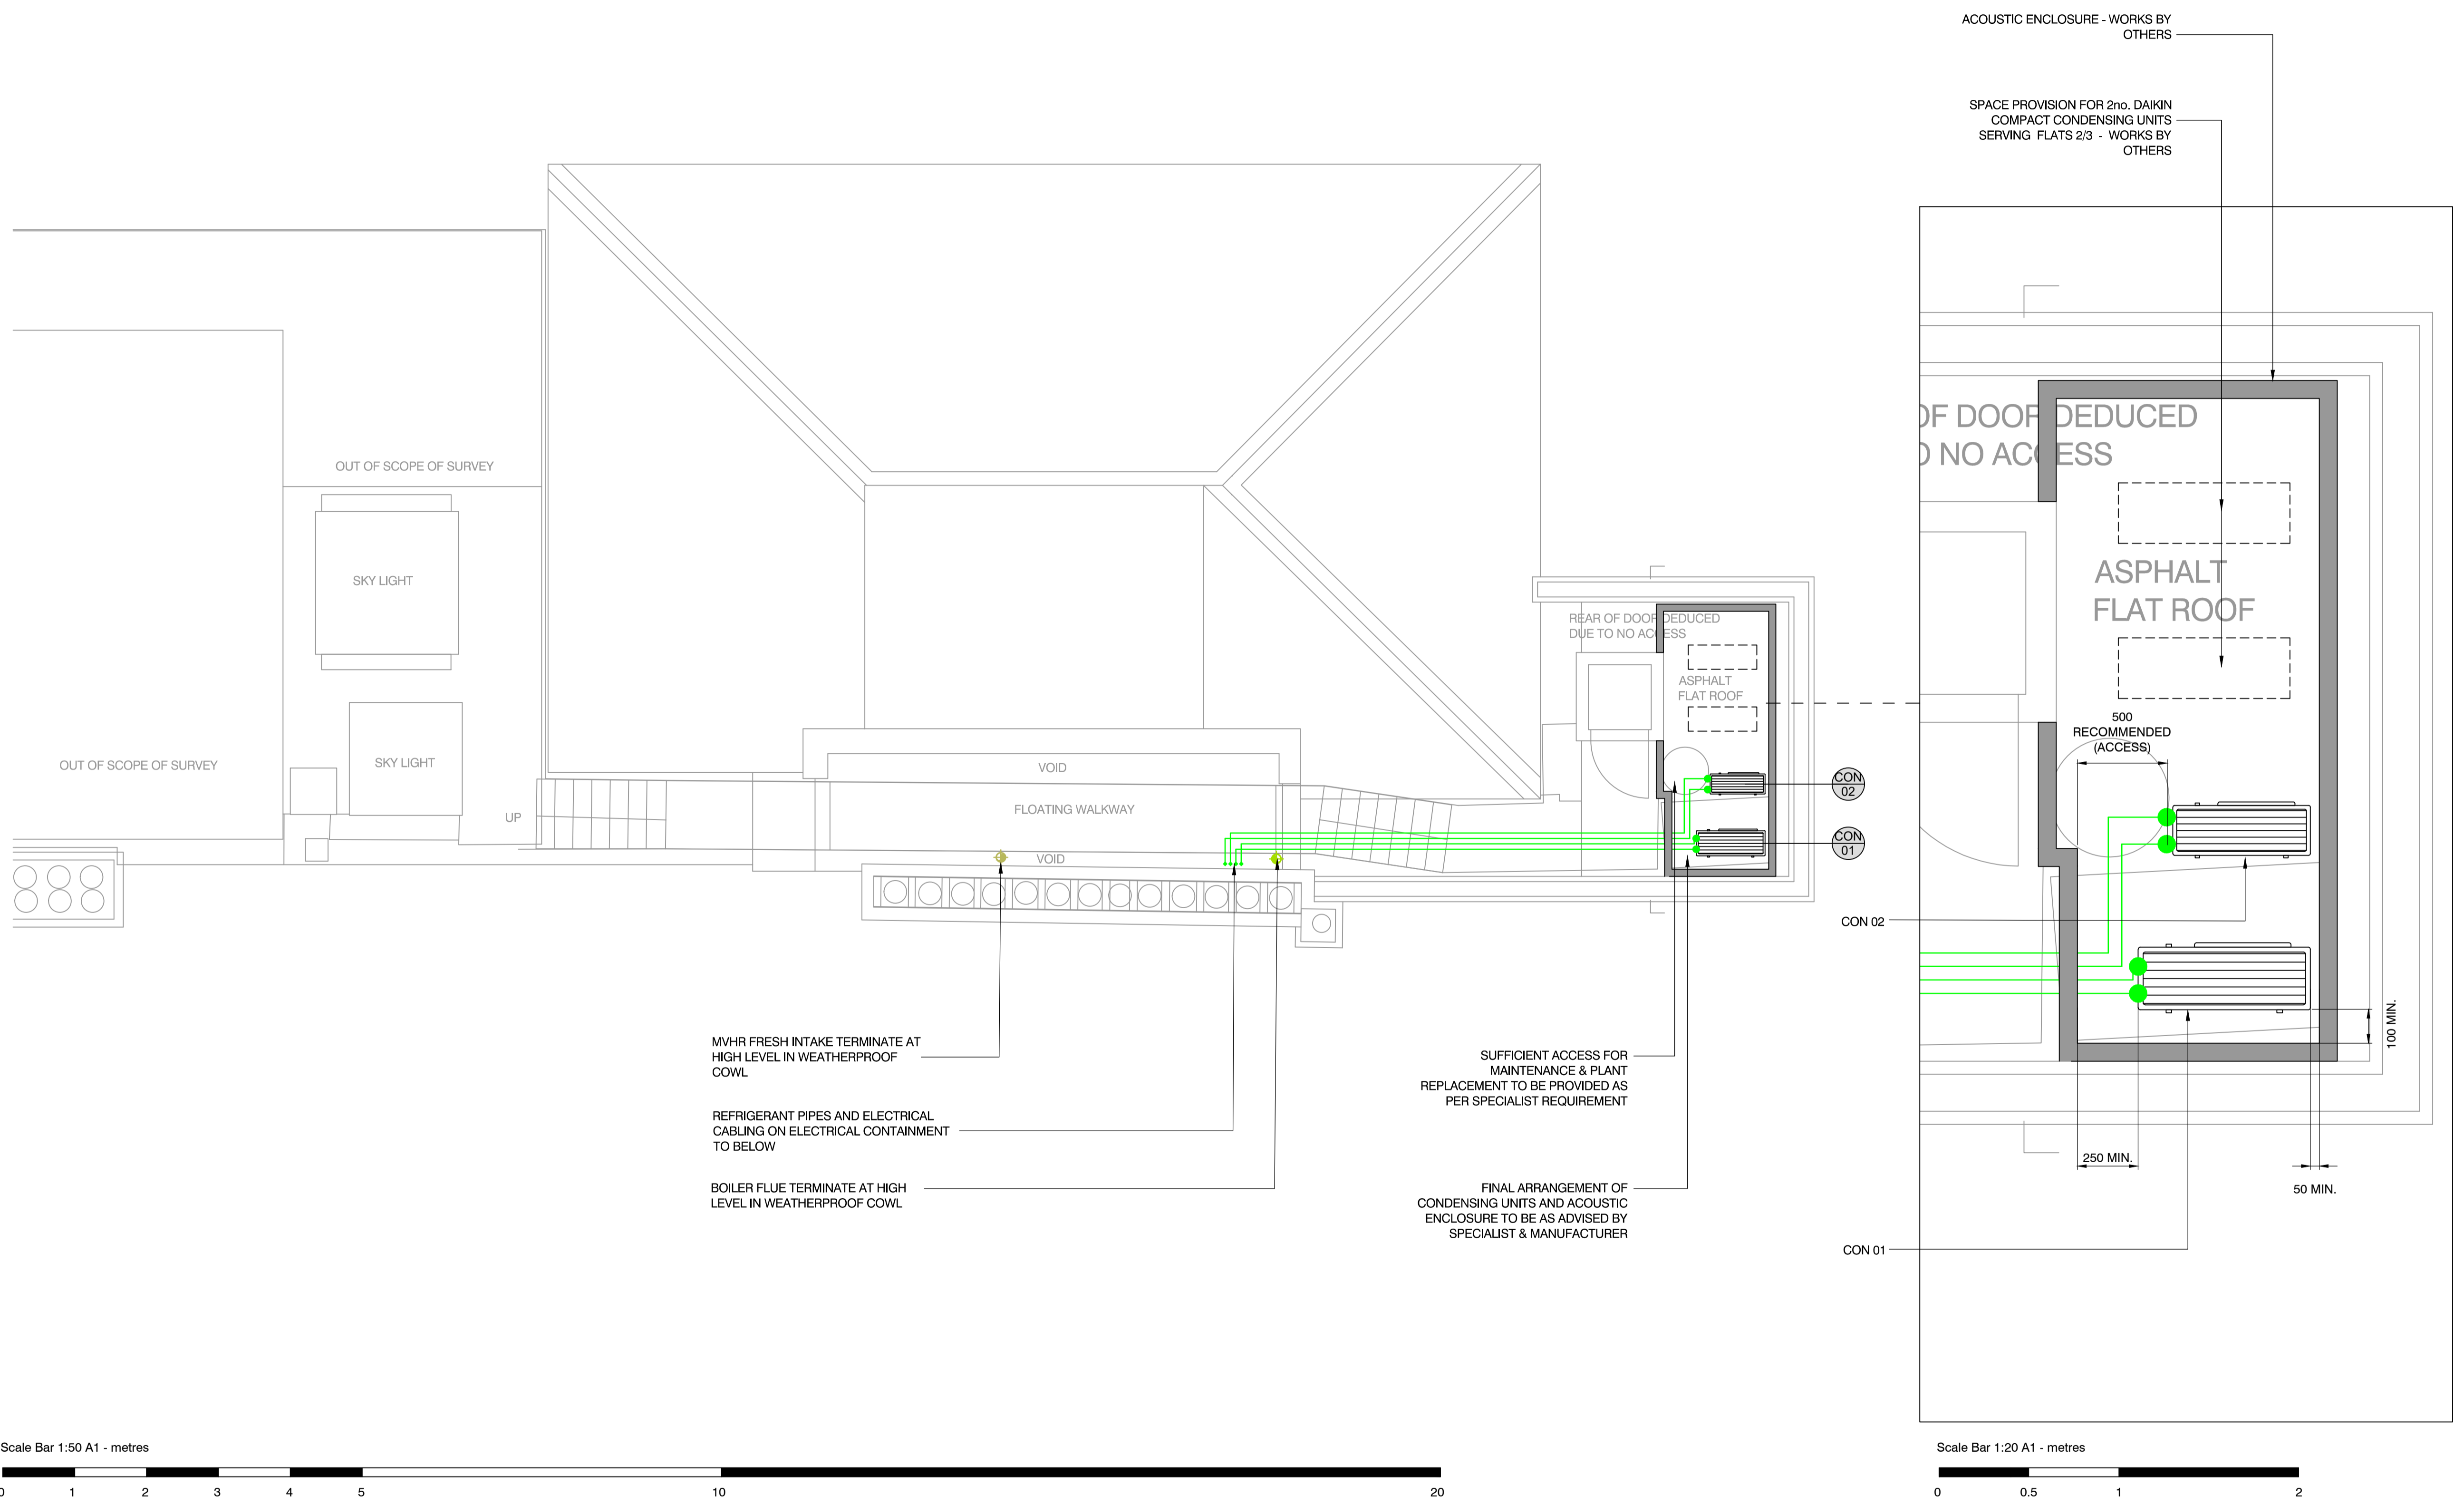 ACOUSTIC ENCLOSURE - WORKS BY
OTHERS
SPACE PROVISION FOR 2no. DAIKIN
COMPACT CONDENSING UNITS
SERVING FLATS 2/3 - WORKS BY
OTHERS
OUT OF SCOPE OF SURVEY
SKY LIGHT
SKY LIGHT
OUT OF SCOPE OF SURVEY
UP
VOID
FLOATING WALKWAY
VOID
REAR OF DOOR DEDUCED
DUE TO NO ACCESS
ASPHALT
FLAT ROOF
CON
02
CON
01
MVHR FRESH INTAKE TERMINATE AT
HIGH LEVEL IN WEATHERPROOF
COWL
REFRIGERANT PIPES AND ELECTRICAL
CABLING ON ELECTRICAL CONTAINMENT
TO BELOW
BOILER FLUE TERMINATE AT HIGH
LEVEL IN WEATHERPROOF COWL
SUFFICIENT ACCESS FOR
MAINTENANCE & PLANT
REPLACEMENT TO BE PROVIDED AS
PER SPECIALIST REQUIREMENT
FINAL ARRANGEMENT OF
CONDENSING UNITS AND ACOUSTIC
ENCLOSURE TO BE AS ADVISED BY
SPECIALIST & MANUFACTURER
OF DOOR DEDUCED
O NO ACCESS
ASPHALT
FLAT ROOF
500
RECOMMENDED
(ACCESS)
CON 02
100 MIN.
250 MIN.
50 MIN.
CON 01
Scale Bar 1:50 A1 - metres
0 1 2 3 4 5 10 20
Scale Bar 1:20 A1 - metres
0 0.5 1 2